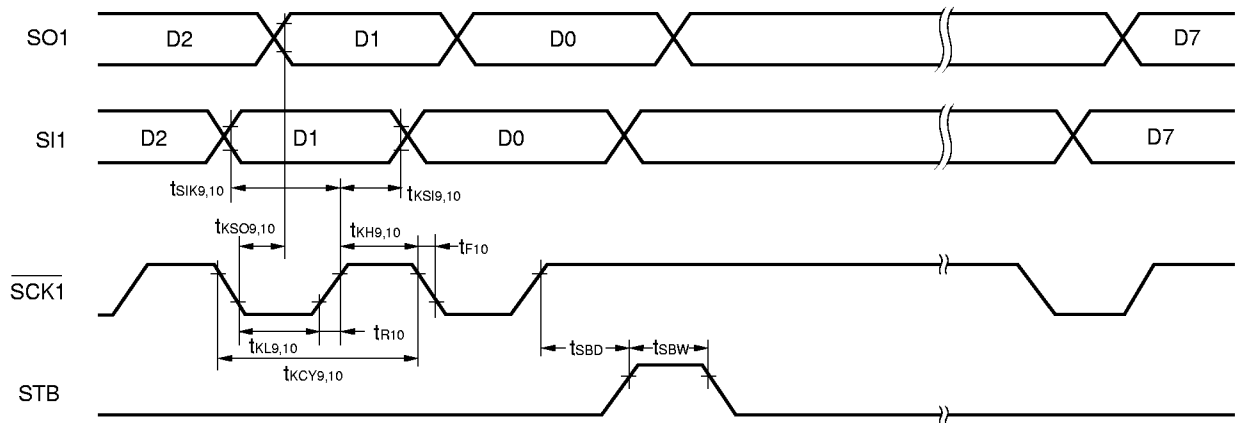 SO1 D2 D1 D0 D7
SI1 D2 D1 D0 D7
tSIK9,10 tKSI9,10
tKSO9,10 tKH9,10 tF10
SCK1
tKL9,10 tR10 tSBD tSBW
tKCY9,10
STB